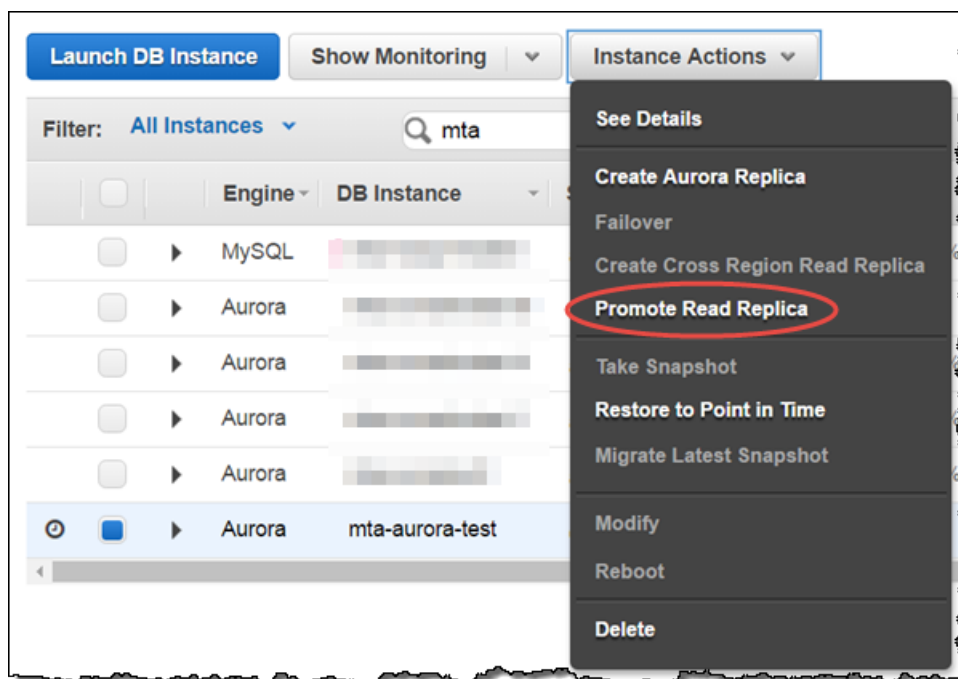 Launch DB Instance Show Monitoring Instance Actions
Filter: All Instances mta
Engine DB Instance
MySQL
Aurora
Aurora
Aurora
Aurora
Aurora mta-aurora-test
See Details
Create Aurora Replica
Failover
Create Cross Region Read Replica
Promote Read Replica
Take Snapshot
Restore to Point in Time
Migrate Latest Snapshot
Modify
Reboot
Delete